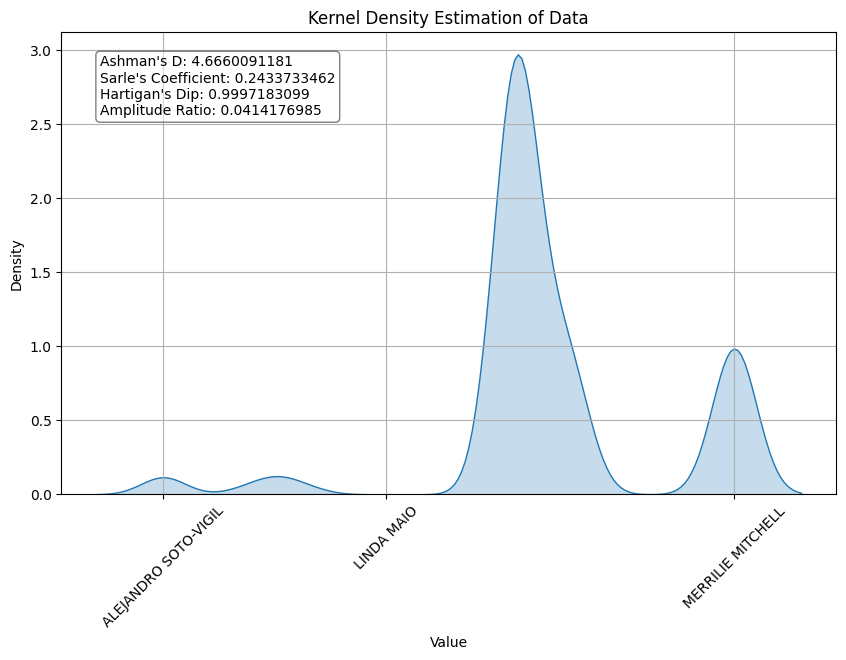 Kernel Density Estimation of Data
Ashman's D: 4.6660091181
Sarle's Coefficient: 0.2433733462
Hartigan's Dip: 0.9997183099
Amplitude Ratio: 0.0414176985
3.0
2.5
2.0
1.5
1.0
0.5
0.0
Density
ALEJANDRO SOTO-VIGIL
LINDA MAIO
MERRILIE MITCHELL
Value